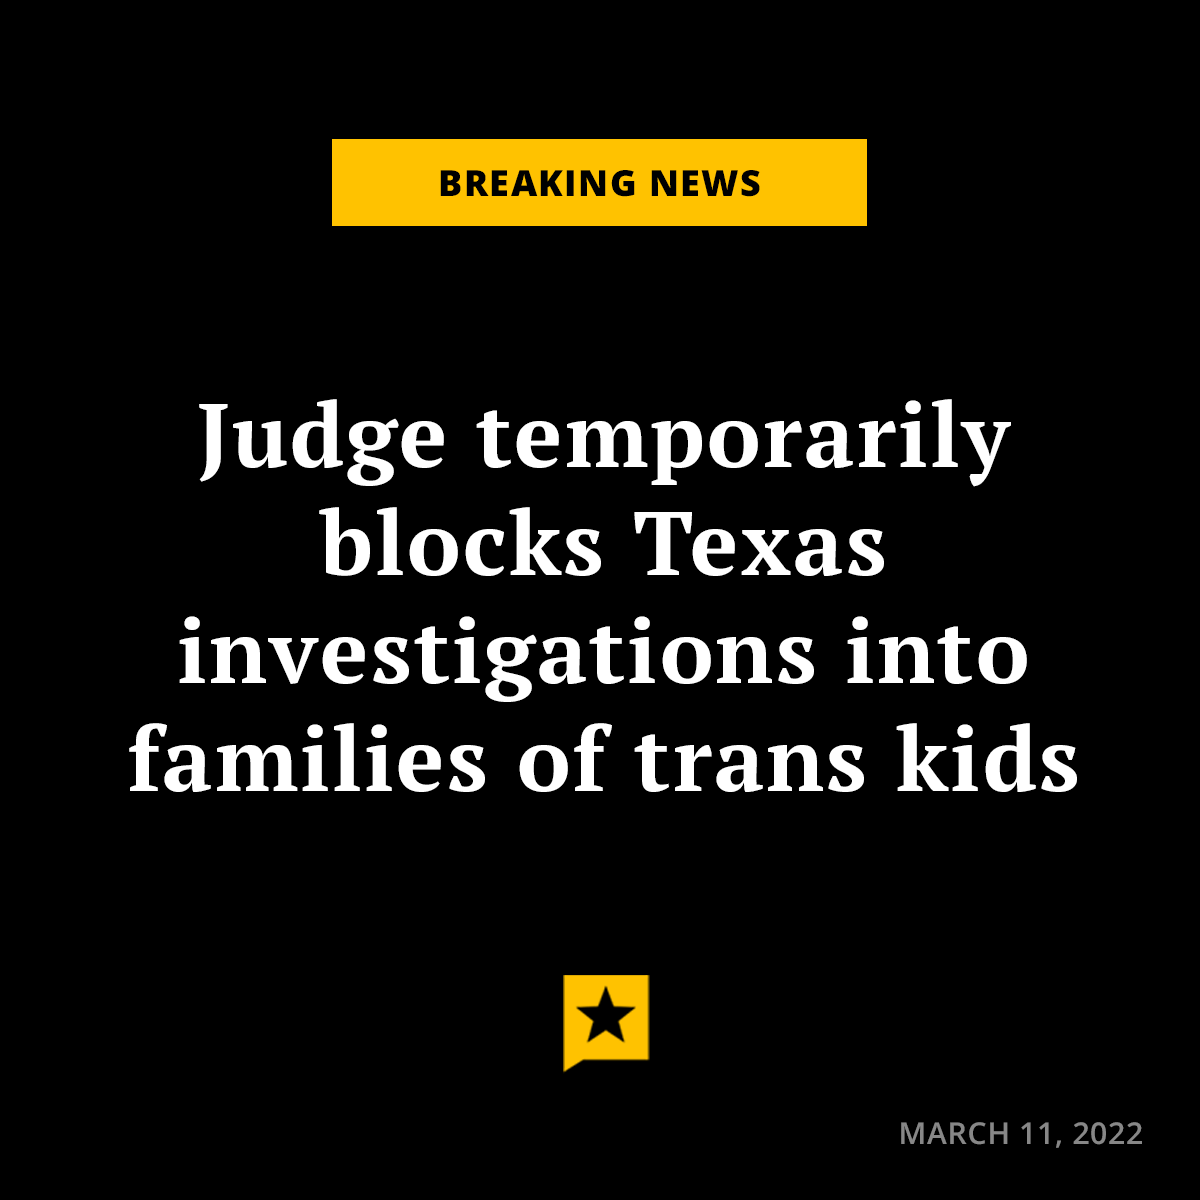 BREAKING NEWS
Judge temporarily
blocks Texas
investigations into
families of trans kids
MARCH 11, 2022